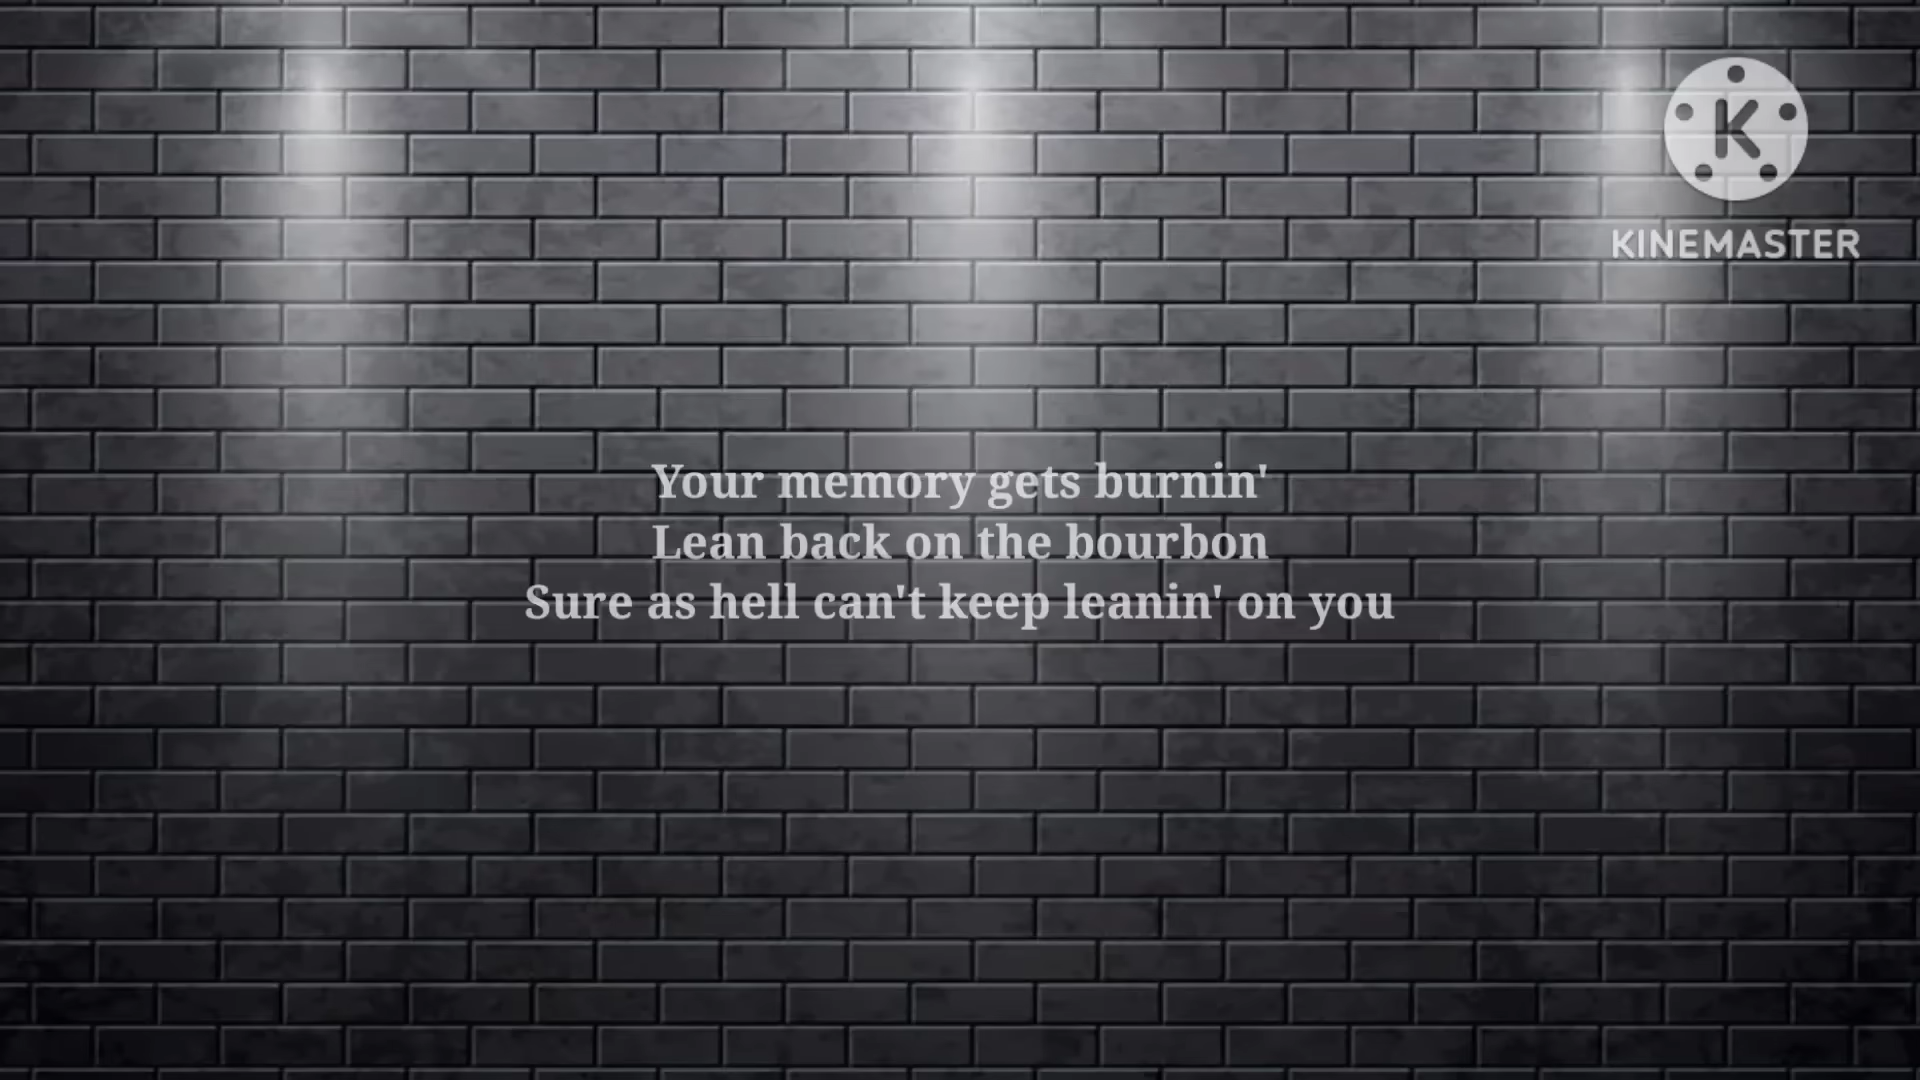 K
KINEMASTER
Your memory gets burnin'
Lean back on the bourbon
Sure as hell can't keep leanin' on you